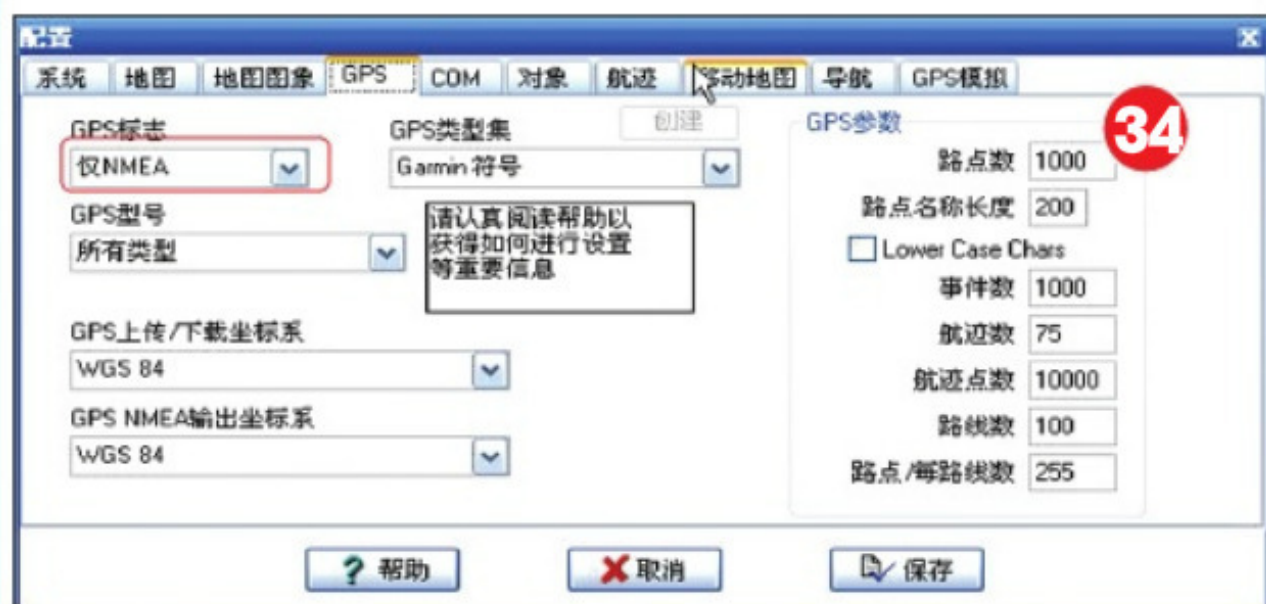 配置
系统 地图 地图图象 GPS COM 对象 航迹 移动地图 导航 GPS模拟
GPS标志
仅NMEA
GPS类型集
创建
Garmin 符号
GPS型号
所有类型
请认真阅读帮助以
获得如何进行设置
等重要信息
GPS上传/下载坐标系
WGS 84
GPS NMEA输出坐标系
WGS 84
GPS参数
34
路点数 1000
路点名称长度 200
Lower Case Chars
事件数 1000
航迹数 75
航迹点数 10000
路线数 100
路点/每路线数 255
? 帮助
取消
保存